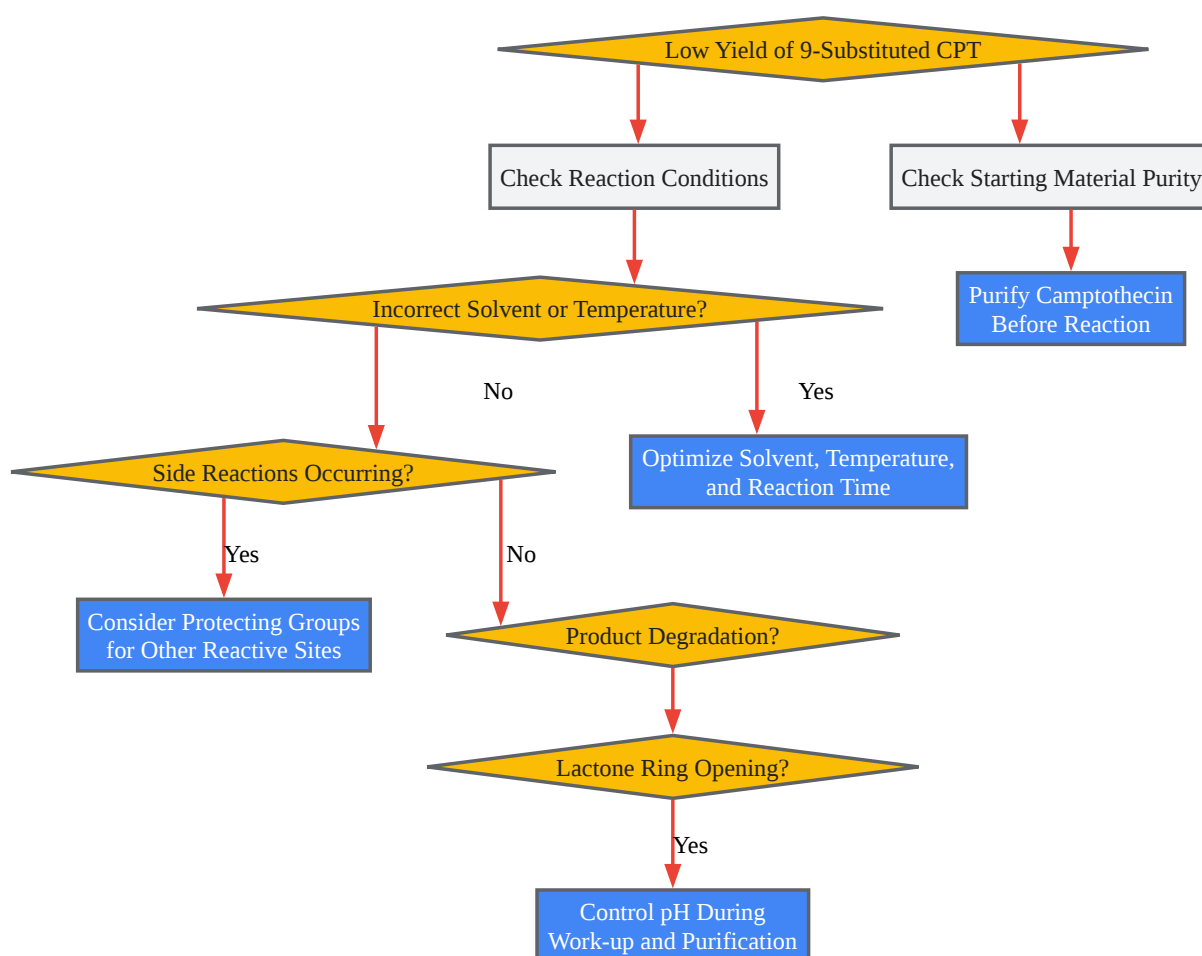 Low Yield of 9-Substituted CPT
Check Reaction Conditions
Check Starting Material Purity
Incorrect Solvent or Temperature?
Purify Camptothecin
Before Reaction
No
Yes
Side Reactions Occurring?
Optimize Solvent, Temperature,
and Reaction Time
Yes
No
Consider Protecting Groups
for Other Reactive Sites
Product Degradation?
Lactone Ring Opening?
Yes
Control pH During
Work-up and Purification